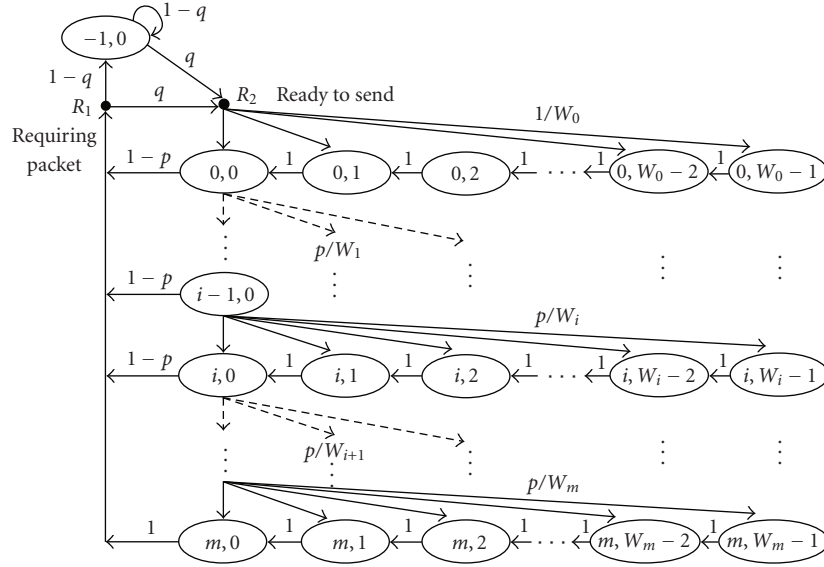 1 − q
−1, 0
q
1 − q
R1
q
R2
Ready to send
Requiring
packet
1/W0
1 − p
0, 0
1
0, 1
1
0, 2
1
· · ·
1
0, W0 − 2
1
0, W0 − 1
p/W1
1 − p
i − 1, 0
p/Wi
1 − p
i, 0
1
i, 1
1
i, 2
1
· · ·
1
i, Wi − 2
1
i, Wi − 1
p/Wi+1
p/Wm
1
m, 0
1
m, 1
1
m, 2
1
· · ·
1
m, Wm − 2
1
m, Wm − 1